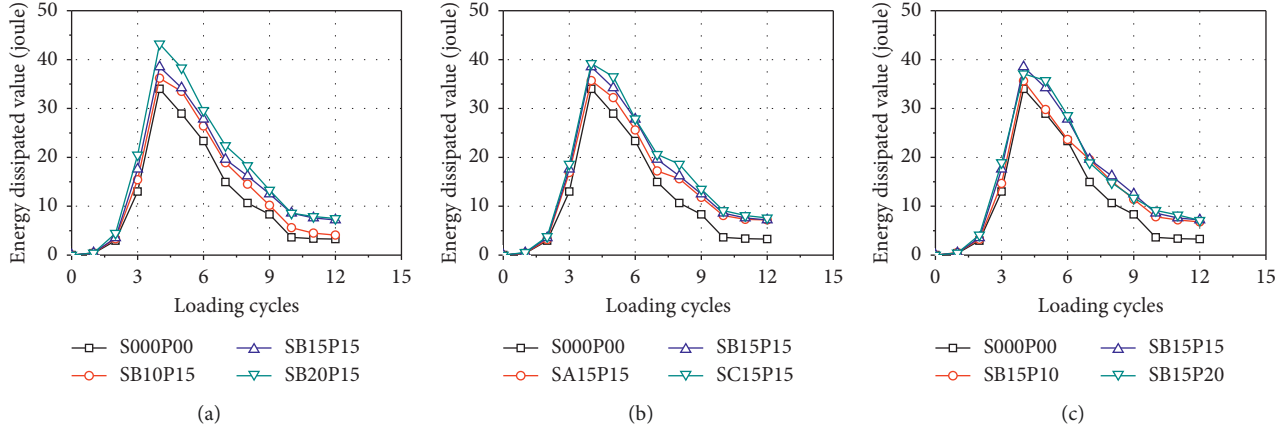 50
40
30
20
10
0
Energy dissipated value (joule)
0 3 6 9 12 15
Loading cycles
S000P00 SB15P15
SB10P15 SB20P15
(a)
50
40
30
20
10
0
Energy dissipated value (joule)
0 3 6 9 12 15
Loading cycles
S000P00 SB15P15
SA15P15 SC15P15
(b)
50
40
30
20
10
0
Energy dissipated value (joule)
0 3 6 9 12 15
Loading cycles
S000P00 SB15P15
SB15P10 SB15P20
(c)